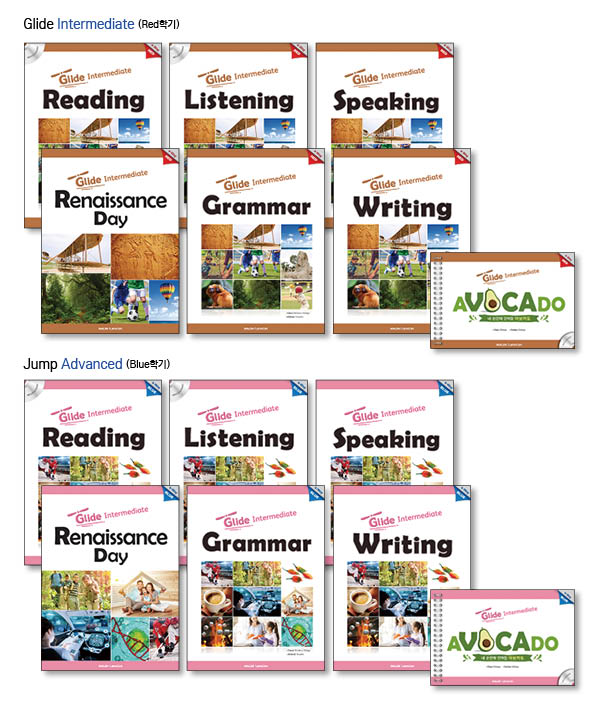 Glide Intermediate (Red학기)
Glide Intermediate
Reading
Glide Intermediate
Listening
Glide Intermediate
Speaking
Glide Intermediate
Renaissance
Day
Glide Intermediate
Grammar
Glide Intermediate
Writing
Glide Intermediate
AVOCADO
Jump Advanced (Blue학기)
Glide Intermediate
Reading
Glide Intermediate
Listening
Glide Intermediate
Speaking
Glide Intermediate
Renaissance
Day
Glide Intermediate
Grammar
Glide Intermediate
Writing
Glide Intermediate
AVOCADO